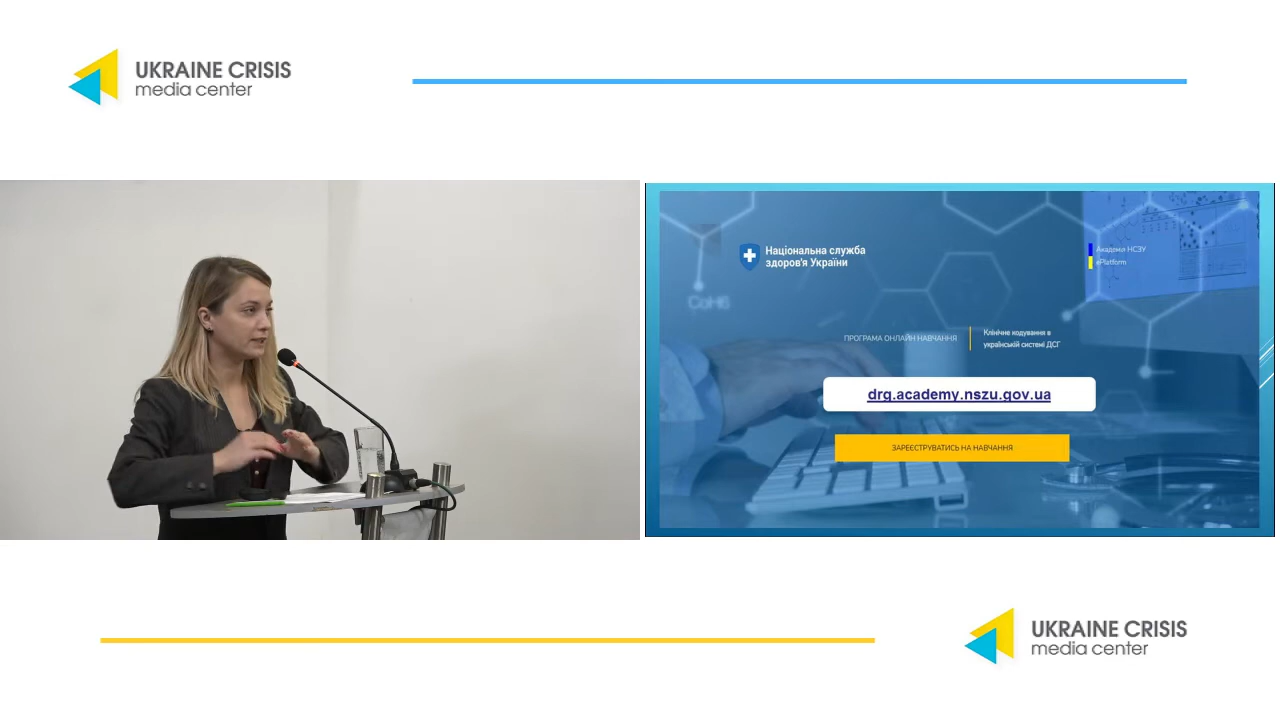 UKRAINE CRISIS
media center
Національна служба
здоров'я України
Академія НСЗУ
ePlatform
CoH6
ПРОГРАМА ОНЛАЙН НАВЧАННЯ
Клінічне кодування в
українській системі ДСГ
drg.academy.nszu.gov.ua
ЗАРЕЄСТРУВАТИСЬ НА НАВЧАННЯ
UKRAINE CRISIS
media center